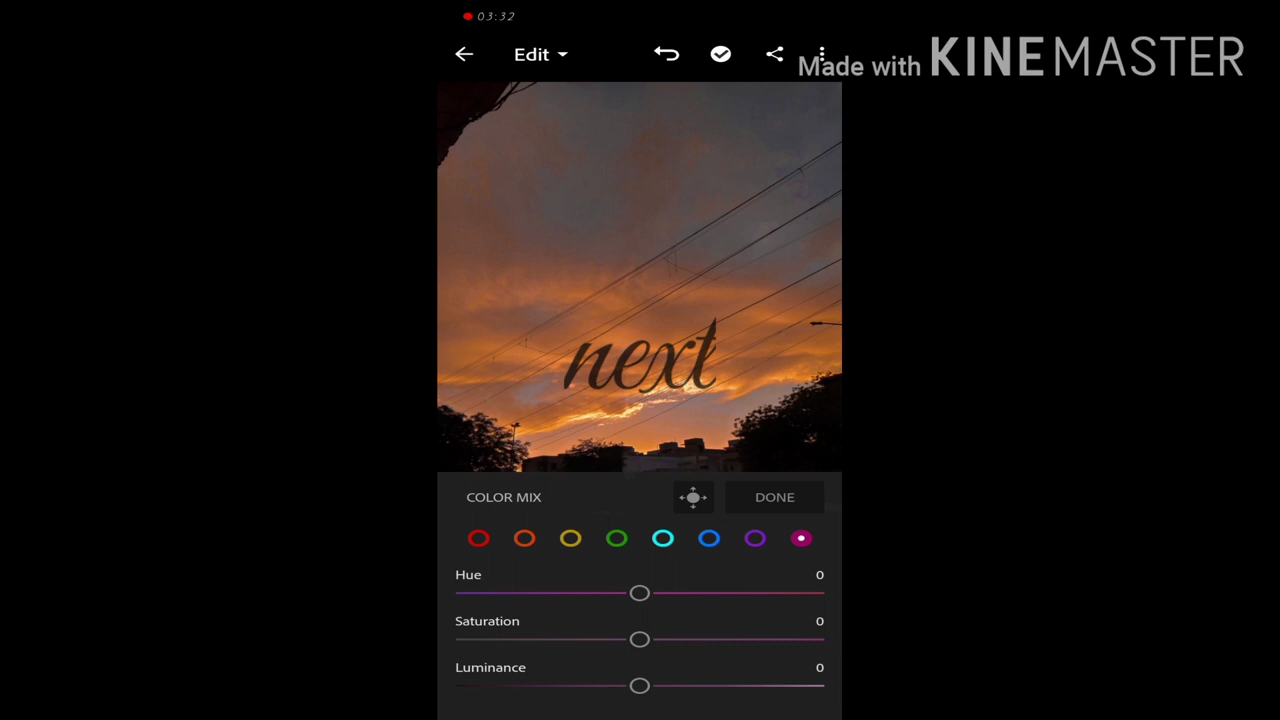 03:32
Edit
Made with KINEMASTER
next
COLOR MIX
DONE
Hue 0
Saturation 0
Luminance 0